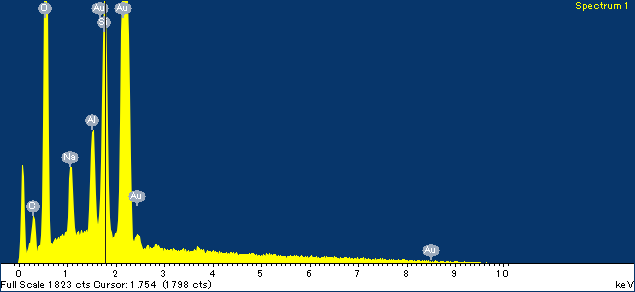 Spectrum 1
O Au Au
Si
Al
Na
Au
Au
0 1 2 3 4 5 6 7 8 9 10
Full Scale 1823 cts Cursor: 1.754 (1798 cts) keV